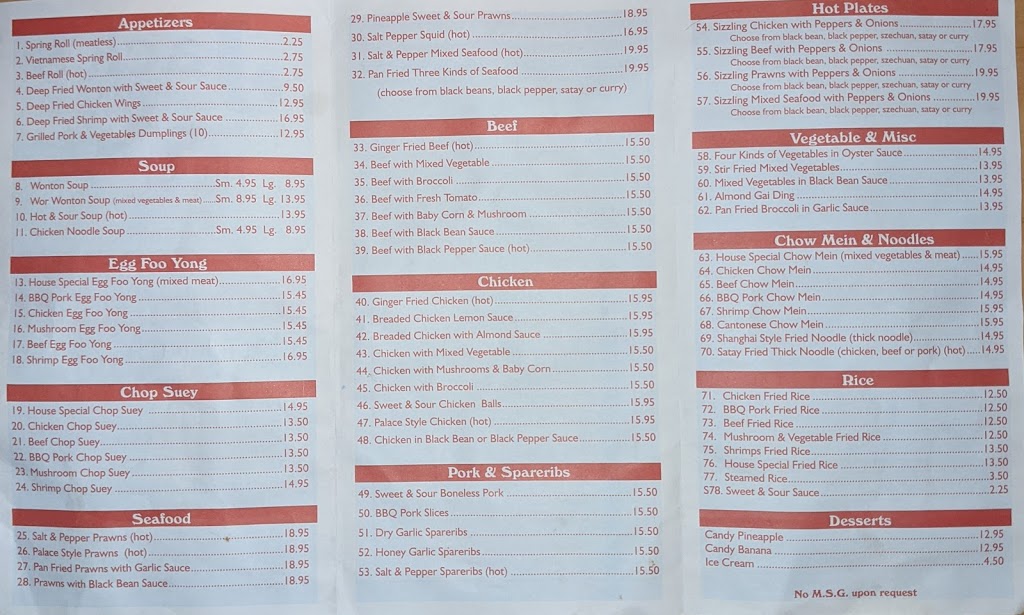 Appetizers
1. Spring Roll (meatless) 2.25
2. Vietnamese Spring Roll 2.75
3. Beef Roll (hot) 2.75
4. Deep Fried Wonton with Sweet & Sour Sauce 9.50
5. Deep Fried Chicken Wings 12.95
6. Deep Fried Shrimp with Sweet & Sour Sauce 16.95
7. Grilled Pork & Vegetables Dumplings (10) 12.95
Soup
8. Wonton Soup Sm. 4.95 Lg. 8.95
9. Wor Wonton Soup (mixed vegetables & meat) Sm. 8.95 Lg. 13.95
10. Hot & Sour Soup (hot) 13.95
11. Chicken Noodle Soup Sm. 4.95 Lg. 8.95
Egg Foo Yong
13. House Special Egg Foo Yong (mixed meat) 16.95
14. BBQ Pork Egg Foo Yong 15.45
15. Chicken Egg Foo Yong 15.45
16. Mushroom Egg Foo Yong 15.45
17. Beef Egg Foo Yong 15.45
18. Shrimp Egg Foo Yong 16.95
Chop Suey
19. House Special Chop Suey 14.95
20. Chicken Chop Suey 13.50
21. Beef Chop Suey 13.50
22. BBQ Pork Chop Suey 13.50
23. Mushroom Chop Suey 13.50
24. Shrimp Chop Suey 14.95
Seafood
25. Salt & Pepper Prawns (hot) 18.95
26. Palace Style Prawns (hot) 18.95
27. Pan Fried Prawns with Garlic Sauce 18.95
28. Prawns with Black Bean Sauce 18.95
29. Pineapple Sweet & Sour Prawns 18.95
30. Salt Pepper Squid (hot) 16.95
31. Salt & Pepper Mixed Seafood (hot) 19.95
32. Pan Fried Three Kinds of Seafood 19.95
(choose from black beans, black pepper, satay or curry)
Beef
33. Ginger Fried Beef (hot) 15.50
34. Beef with Mixed Vegetable 15.50
35. Beef with Broccoli 15.50
36. Beef with Fresh Tomato 15.50
37. Beef with Baby Corn & Mushroom 15.50
38. Beef with Black Bean Sauce 15.50
39. Beef with Black Pepper Sauce (hot) 15.50
Chicken
40. Ginger Fried Chicken (hot) 15.95
41. Breaded Chicken Lemon Sauce 15.95
42. Breaded Chicken with Almond Sauce 15.95
43. Chicken with Mixed Vegetable 15.50
44. Chicken with Mushrooms & Baby Corn 15.50
45. Chicken with Broccoli 15.50
46. Sweet & Sour Chicken Balls 15.95
47. Palace Style Chicken (hot) 15.95
48. Chicken in Black Bean or Black Pepper Sauce 15.50
Pork & Spareribs
49. Sweet & Sour Boneless Pork 15.50
50. BBQ Pork Slices 15.50
51. Dry Garlic Spareribs 15.50
52. Honey Garlic Spareribs 15.50
53. Salt & Pepper Spareribs (hot) 15.50
Hot Plates
54. Sizzling Chicken with Peppers & Onions 17.95
Choose from black bean, black pepper, szechuan, satay or curry
55. Sizzling Beef with Peppers & Onions 17.95
Choose from black bean, black pepper, szechuan, satay or curry
56. Sizzling Prawns with Peppers & Onions 19.95
Choose from black bean, black pepper, szechuan, satay or curry
57. Sizzling Mixed Seafood with Peppers & Onions 19.95
Choose from black bean, black pepper, szechuan, satay or curry
Vegetable & Misc
58. Four Kinds of Vegetables in Oyster Sauce 14.95
59. Stir Fried Mixed Vegetables 13.95
60. Mixed Vegetables in Black Bean Sauce 13.95
61. Almond Gai Ding 14.95
62. Pan Fried Broccoli in Garlic Sauce 13.95
Chow Mein & Noodles
63. House Special Chow Mein (mixed vegetables & meat) 15.95
64. Chicken Chow Mein 14.95
65. Beef Chow Mein 14.95
66. BBQ Pork Chow Mein 14.95
67. Shrimp Chow Mein 15.95
68. Cantonese Chow Mein 15.95
69. Shanghai Style Fried Noodle (thick noodle) 14.95
70. Satay Fried Thick Noodle (chicken, beef or pork) (hot) 14.95
Rice
71. Chicken Fried Rice 12.50
72. BBQ Pork Fried Rice 12.50
73. Beef Fried Rice 12.50
74. Mushroom & Vegetable Fried Rice 12.50
75. Shrimps Fried Rice 13.50
76. House Special Fried Rice 13.50
77. Steamed Rice 3.50
S78. Sweet & Sour Sauce 2.25
Desserts
Candy Pineapple 12.95
Candy Banana 12.95
Ice Cream 4.50
No M.S.G. upon request